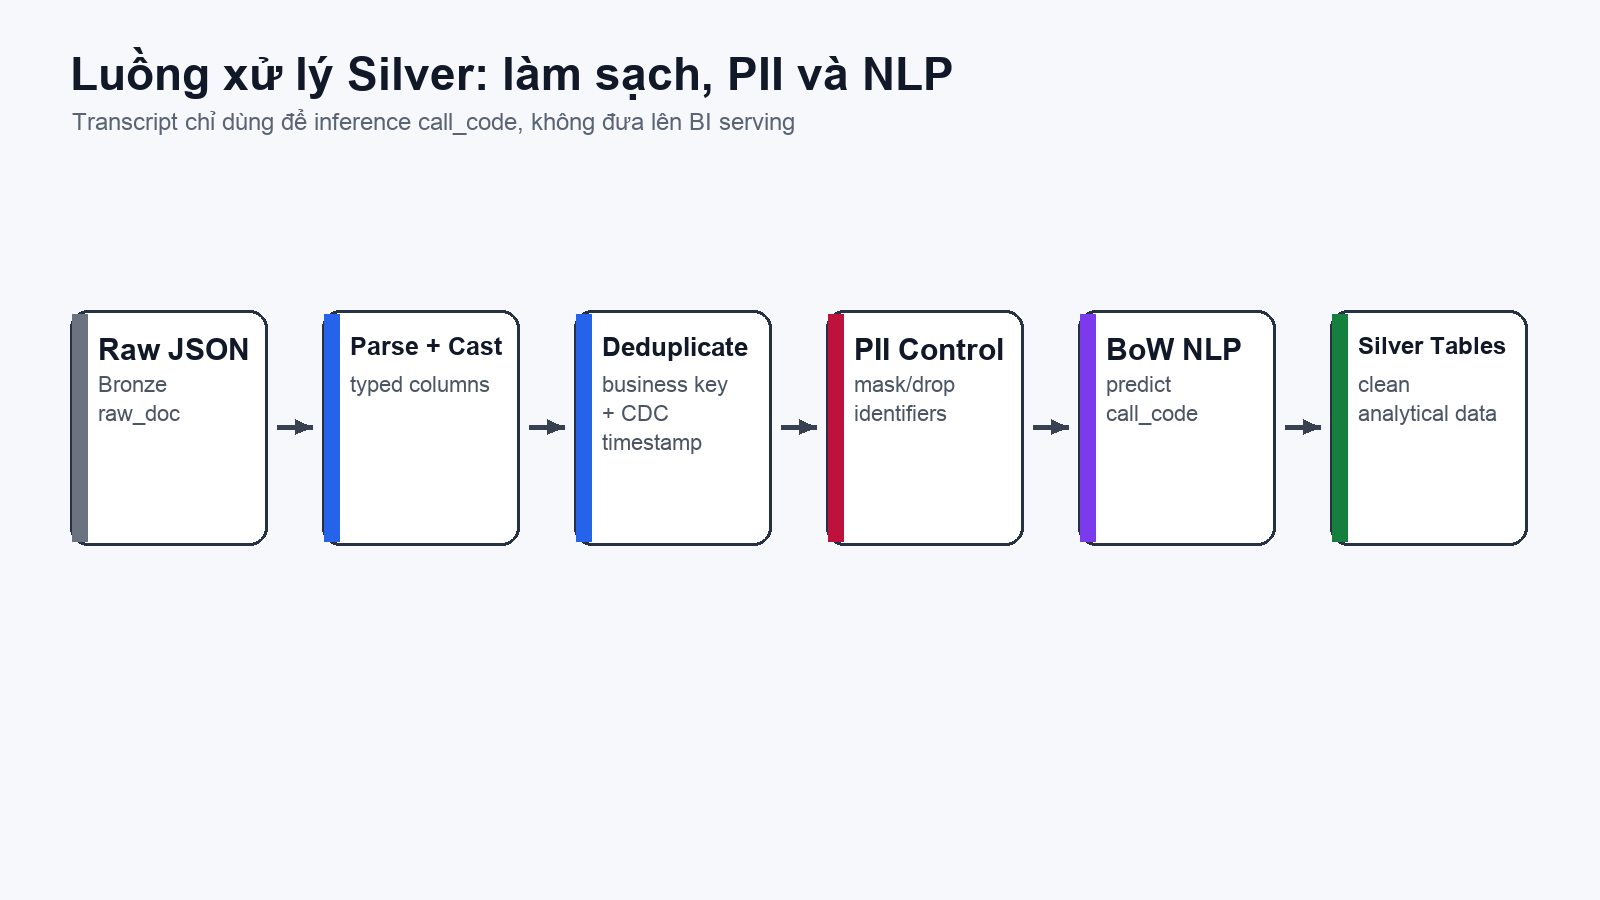 Luồng xử lý Silver: làm sạch, PII và NLP
Transcript chỉ dùng để inference call_code, không đưa lên BI serving
Raw JSON
Bronze
raw_doc
Parse + Cast
typed columns
Deduplicate
business key
+ CDC
timestamp
PII Control
mask/drop
identifiers
BoW NLP
predict
call_code
Silver Tables
clean
analytical data